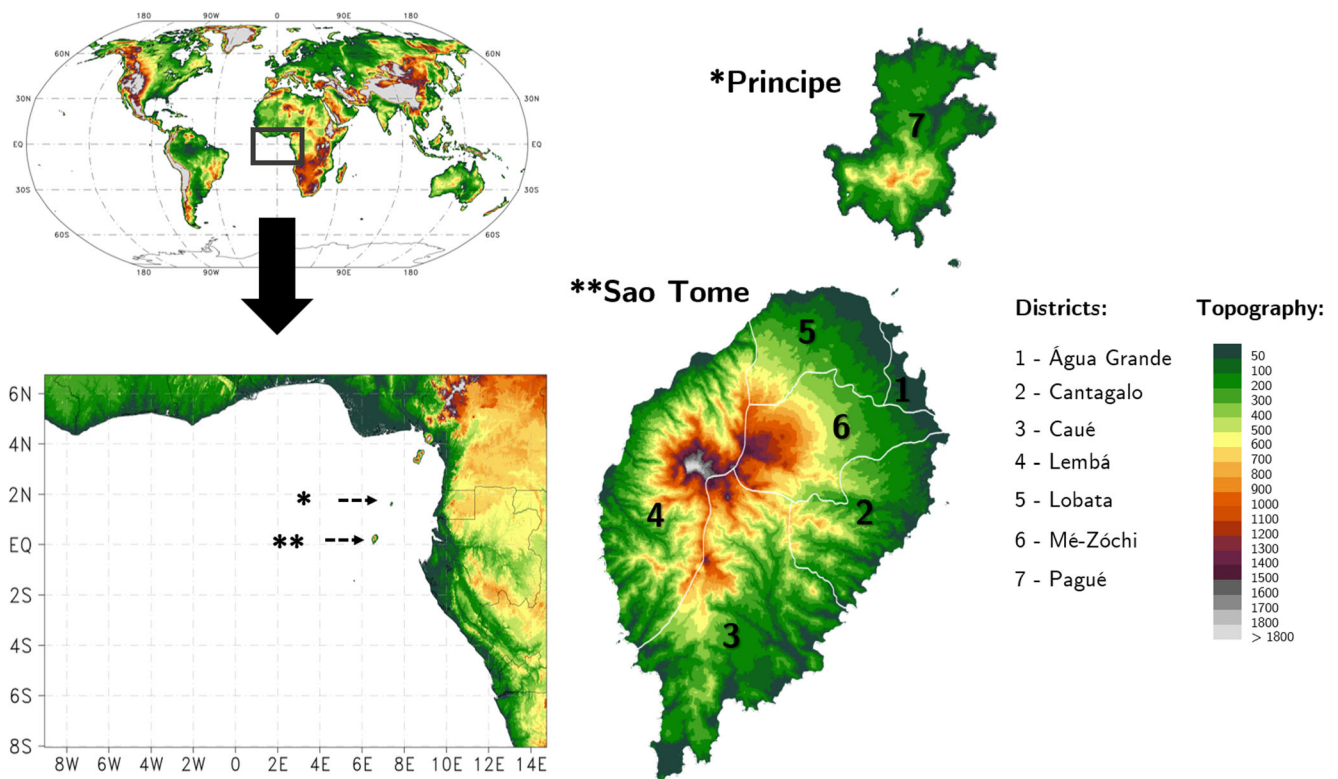 180 90W 0 90E 180
60N 60N
30N 30N
EQ EQ
30S 30S
60S 60S
180 90W 0 90E 180
*Principe
7
**Sao Tome
5
1
6
2
4
3
Districts:
1 - Água Grande
2 - Cantagalo
3 - Caué
4 - Lembá
5 - Lobata
6 - Mé-Zóchi
7 - Pagué
Topography:
50
100
200
300
400
500
600
700
800
900
1000
1100
1200
1300
1400
1500
1600
1700
1800
> 1800
6N
4N
2N
EQ
2S
4S
6S
8S
*
**
8W 6W 4W 2W 0 2E 4E 6E 8E 10E 12E 14E